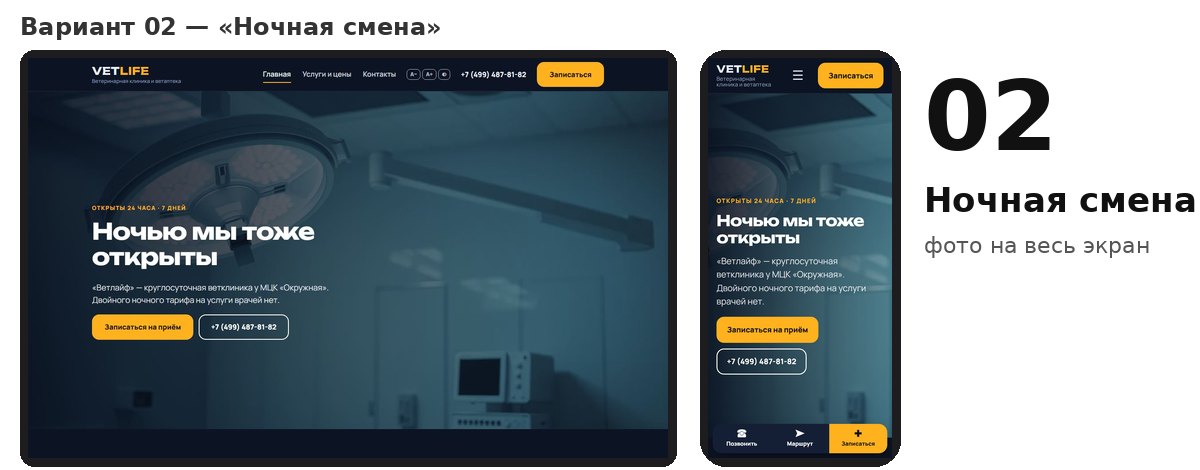 Вариант 02 — «Ночная смена»
VETLIFE
Ветеринарная клиника и ветаптека
Главная Услуги и цены Контакты A− A+ +7 (499) 487-81-82 Записаться
ОТКРЫТЫ 24 ЧАСА · 7 ДНЕЙ
Ночью мы тоже
открыты
«Ветлайф» — круглосуточная
ветклиника у МЦК «Окружная».
Двойного ночного тарифа на услуги врачей нет.
Записаться на приём +7 (499) 487-81-82
VETLIFE
Ветеринарная
клиника и ветаптека
☰ Записаться
ОТКРЫТЫ 24 ЧАСА · 7 ДНЕЙ
Ночью мы тоже
открыты
«Ветлайф» — круглосуточная
ветклиника у МЦК «Окружная».
Двойного ночного тарифа на услуги
врачей нет.
Записаться на приём
+7 (499) 487-81-82
Позвонить Маршрут Записаться
02
Ночная смена
фото на весь экран